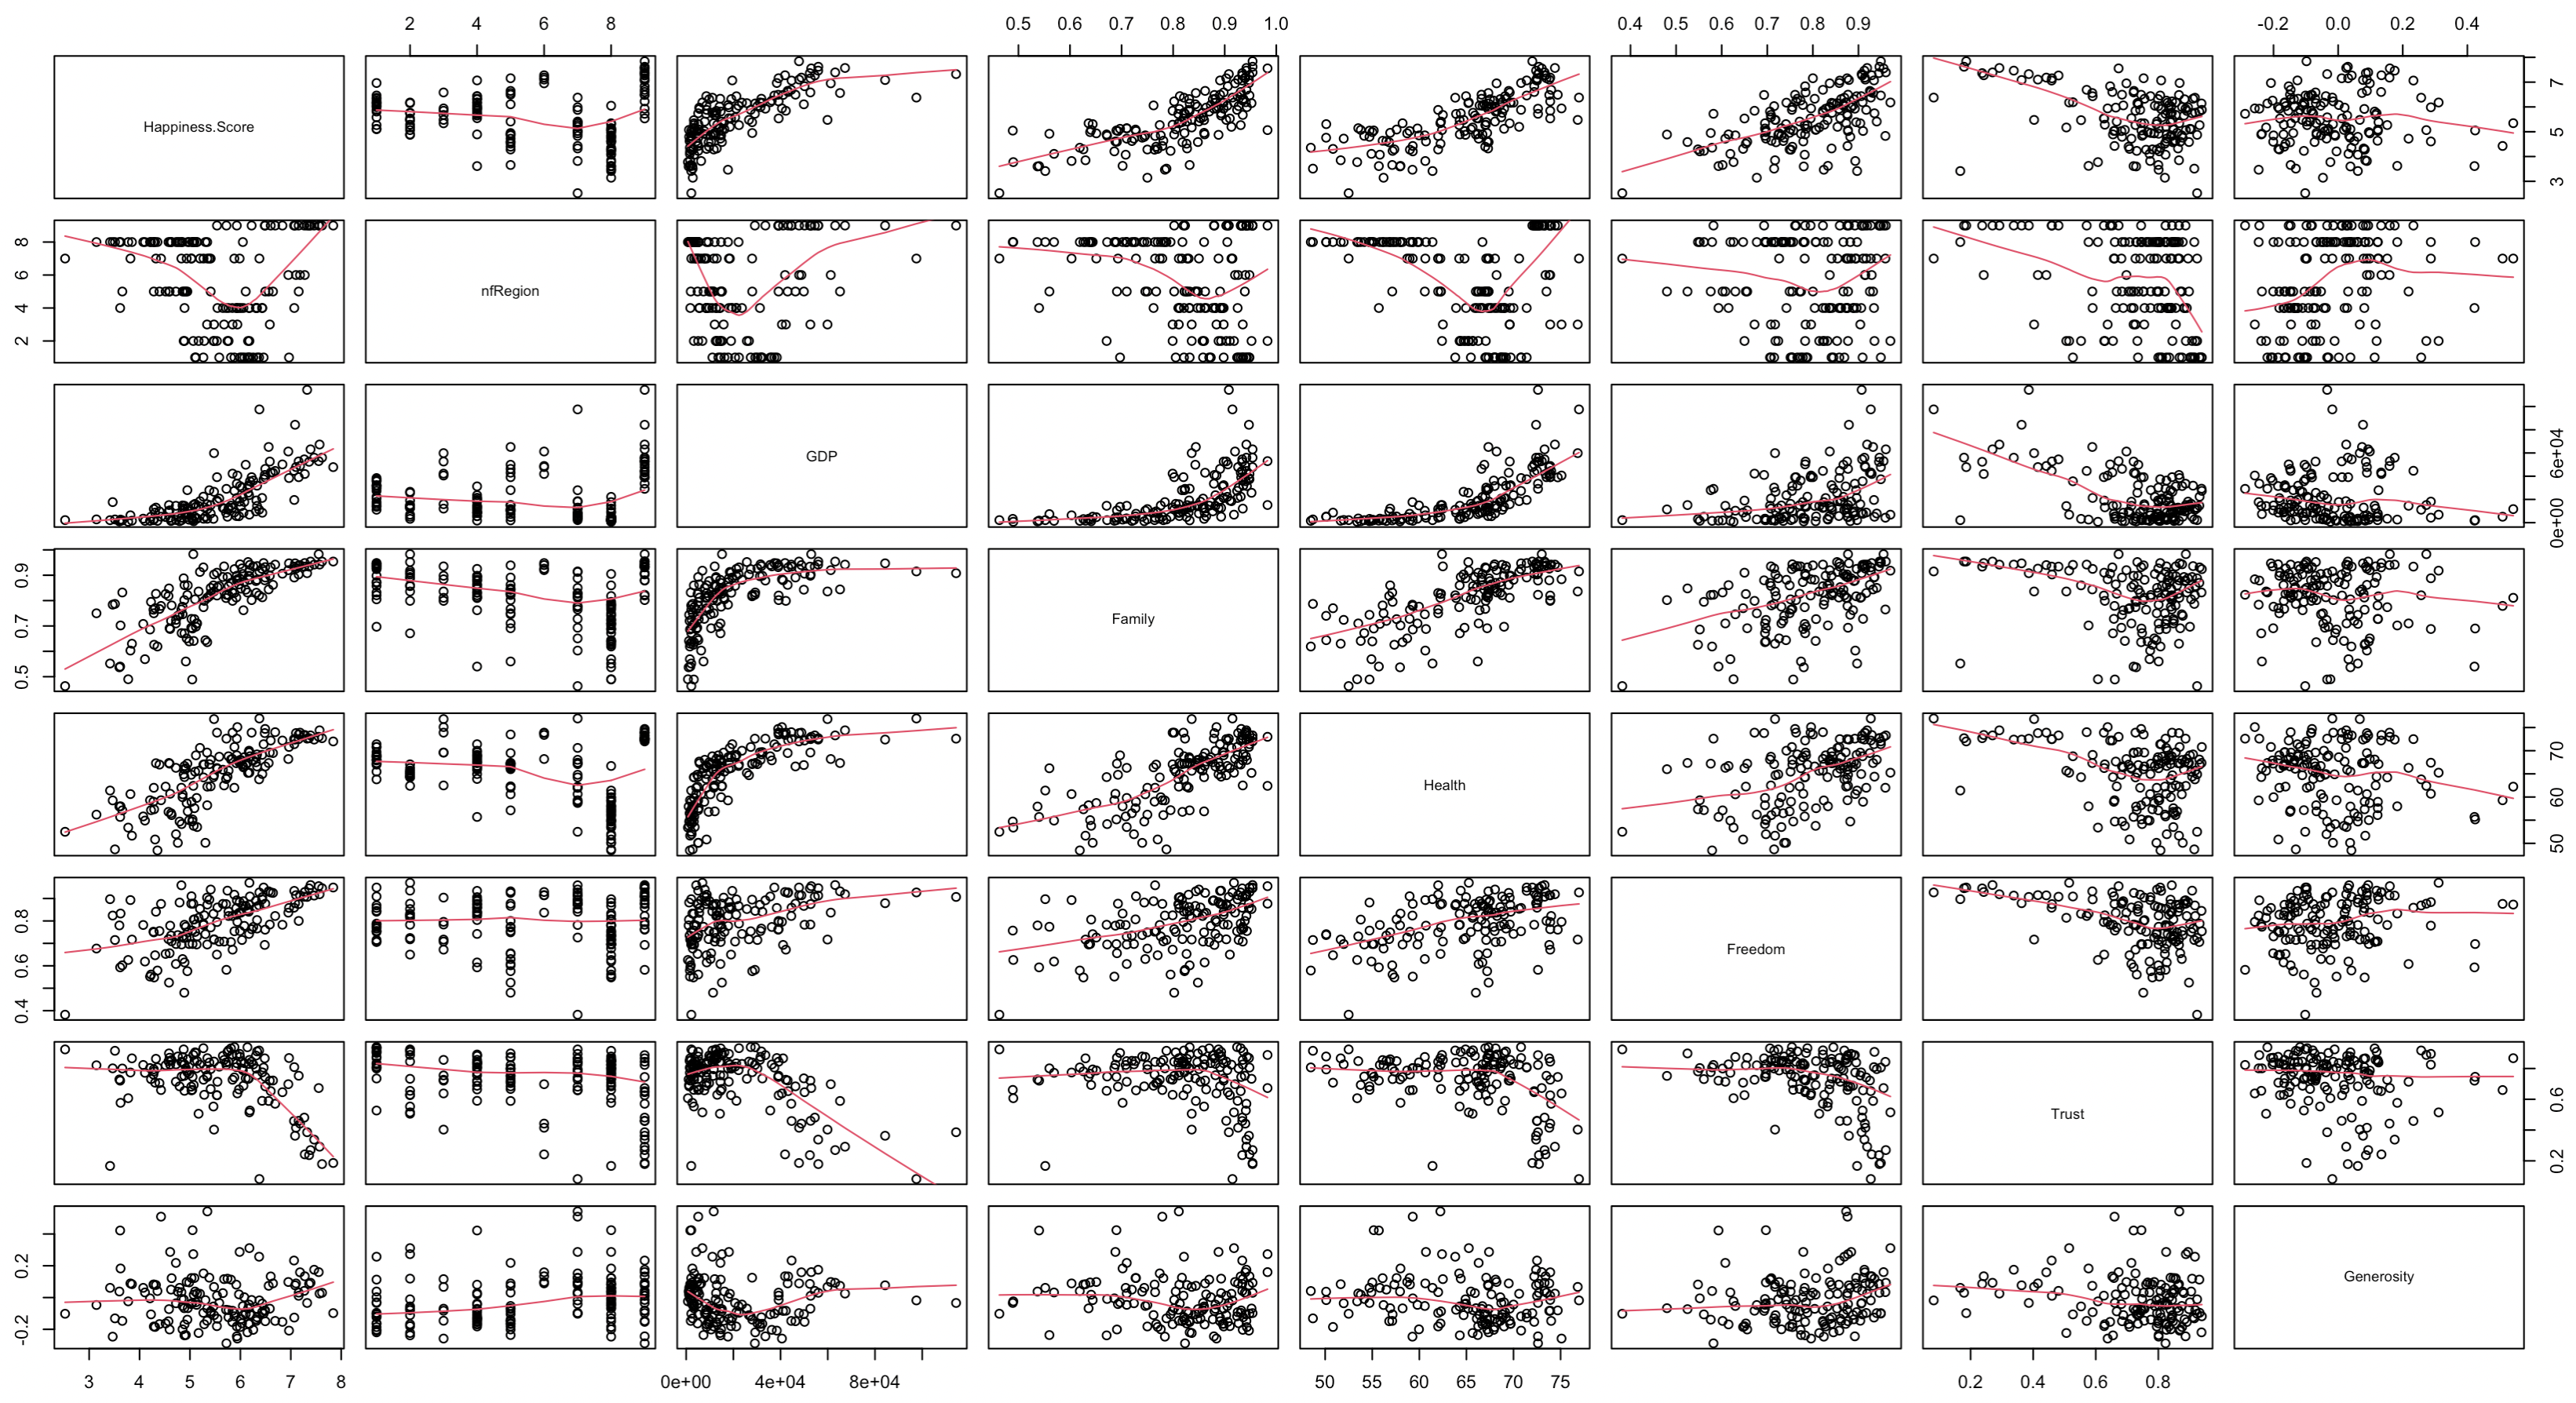 2 4 6 8
0.5 0.6 0.7 0.8 0.9 1.0
0.4 0.5 0.6 0.7 0.8 0.9
-0.2 0.0 0.2 0.4
Happiness.Score
3 5 7
2 4 6 8
nfRegion
GDP
0e+00 6e+04
0.5 0.7 0.9
Family
Health
50 60 70
0.4 0.6 0.8
Freedom
Trust
0.2 0.6
-0.2 0.2
Generosity
3 4 5 6 7 8
0e+00 4e+04 8e+04
50 55 60 65 70 75
0.2 0.4 0.6 0.8